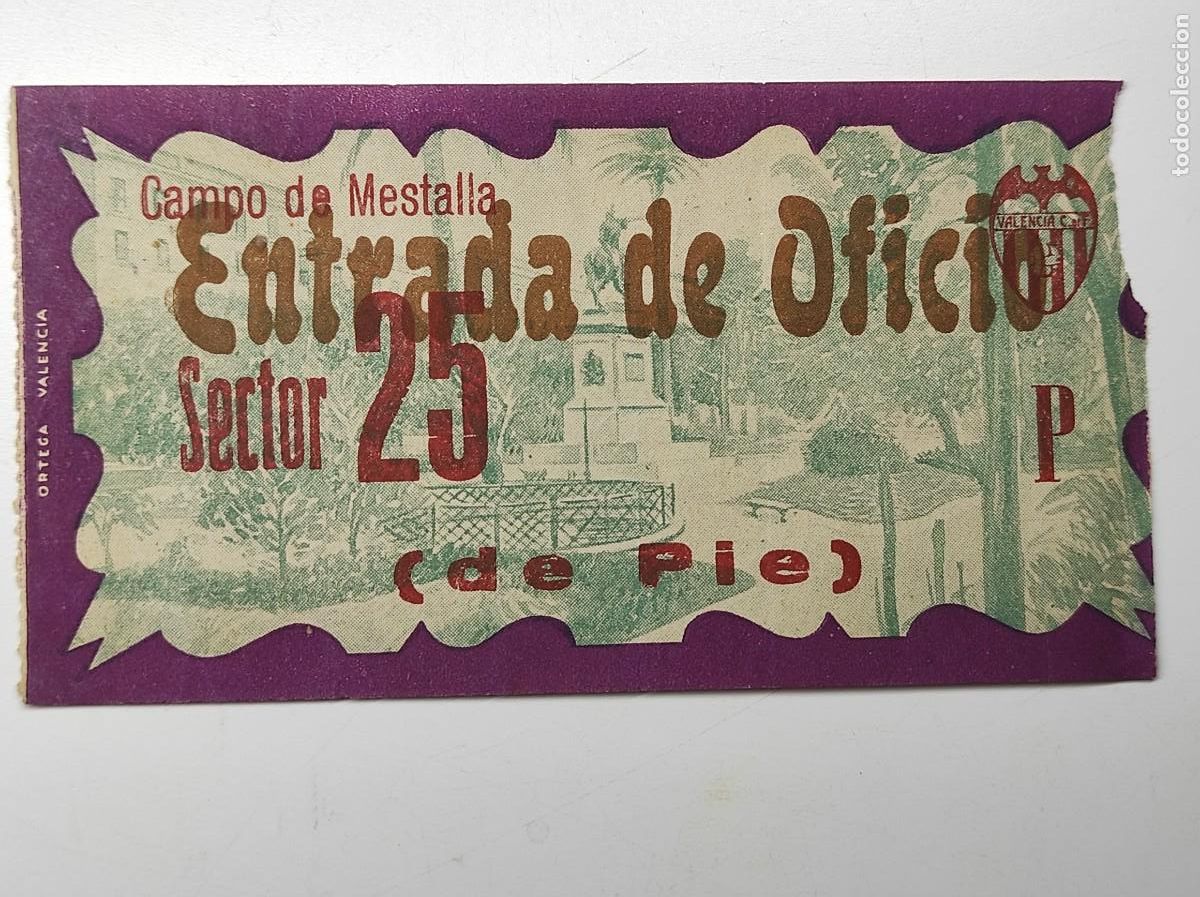 Campo de Mestalla
Entrada de Oficio
VALENCIA C. F.
Sector 25
P
(de Pie)
ORTEGA VALENCIA
todocoleccion